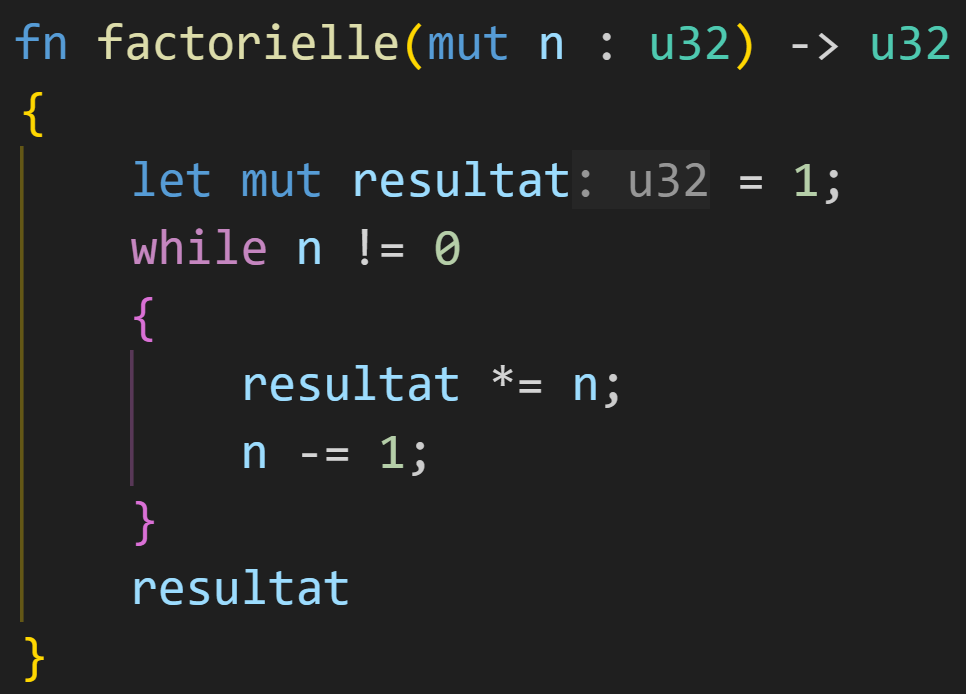 fn factorielle(mut n : u32) -> u32
{
    let mut resultat: u32 = 1;
    while n != 0
    {
        resultat *= n;
        n -= 1;
    }
    resultat
}